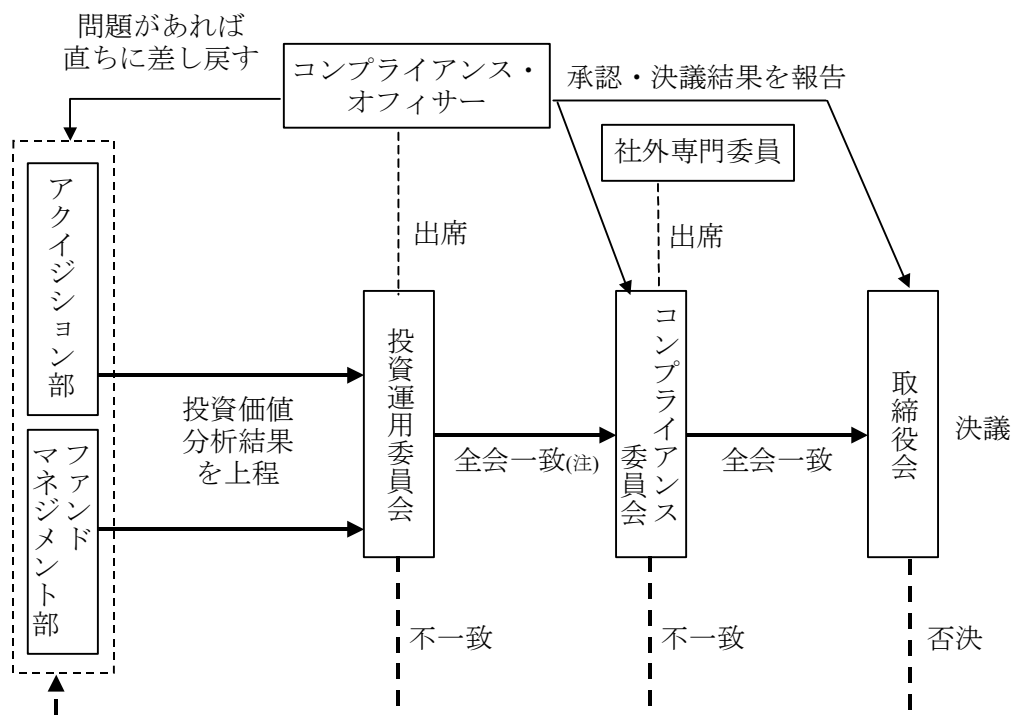 問題があれば
直ちに差し戻す
コンプライアンス・
オフィサー
承認・決議結果を報告
社外専門委員
出席
出席
アクイジション部
ファンド
マネジメント部
投資価値
分析結果
を上程
投資運用委員会
全会一致(注)
コンプライアンス
委員会
全会一致
取締役会
決議
不一致
不一致
否決